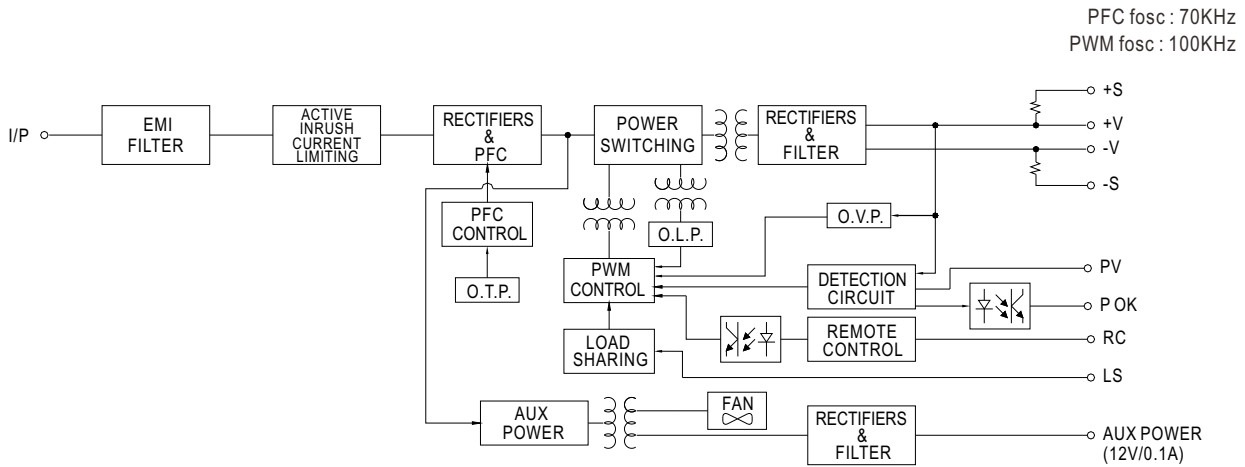 PFC fosc : 70KHz
PWM fosc : 100KHz
I/P
EMI
FILTER
ACTIVE
INRUSH
CURRENT
LIMITING
RECTIFIERS
&
PFC
POWER
SWITCHING
RECTIFIERS
&
FILTER
+S
+V
-V
-S
PFC
CONTROL
O.L.P.
O.V.P.
O.T.P.
PWM
CONTROL
DETECTION
CIRCUIT
PV
P OK
LOAD
SHARING
REMOTE
CONTROL
RC
LS
AUX
POWER
FAN
RECTIFIERS
&
FILTER
AUX POWER
(12V/0.1A)